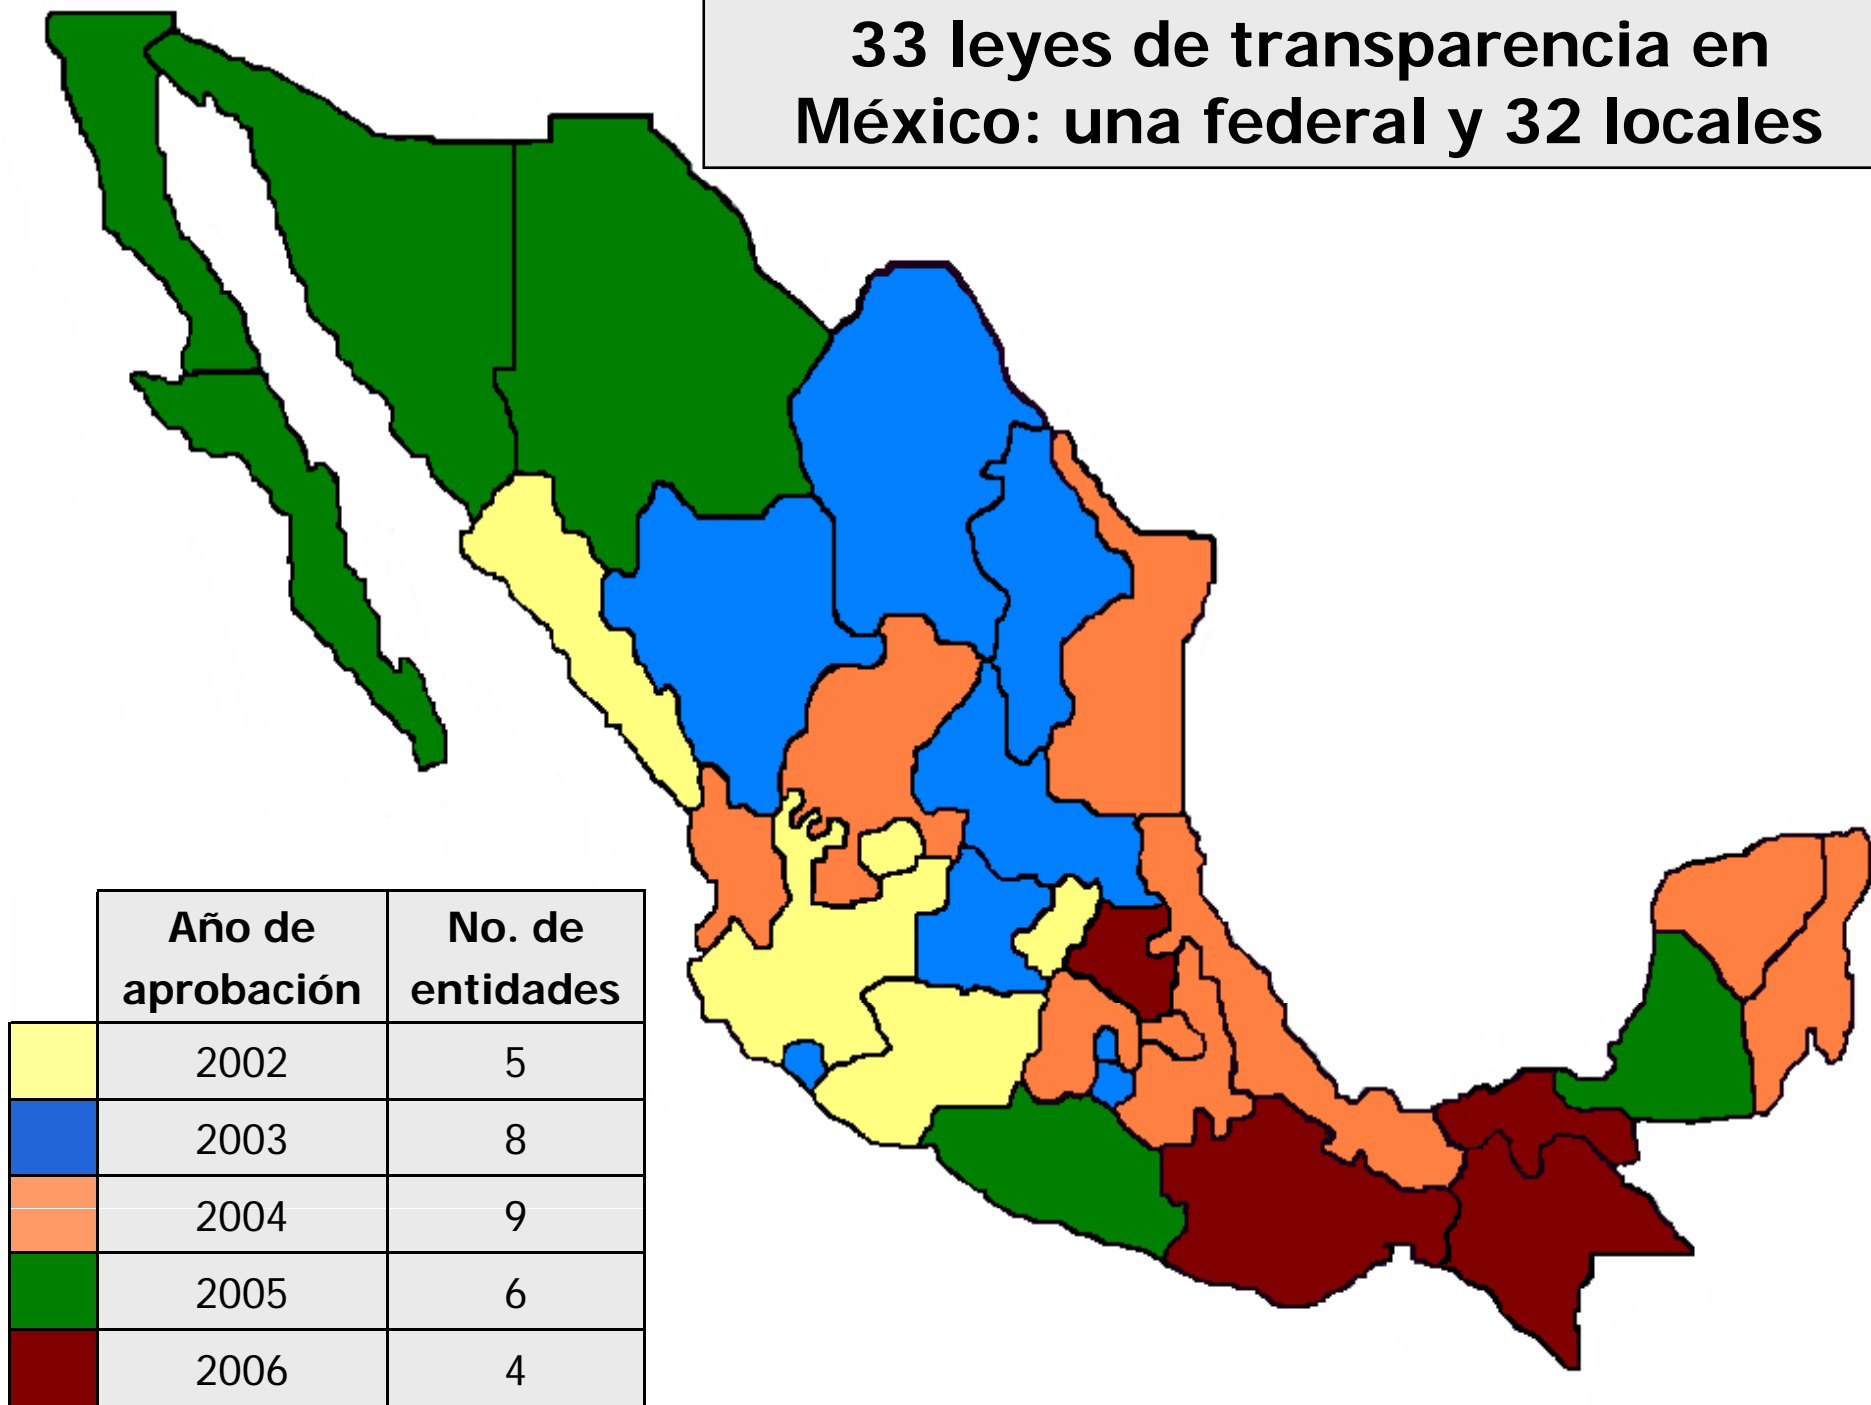 33 leyes de transparencia en
México: una federal y 32 locales
Año de aprobación No. de entidades
2002 5
2003 8
2004 9
2005 6
2006 4